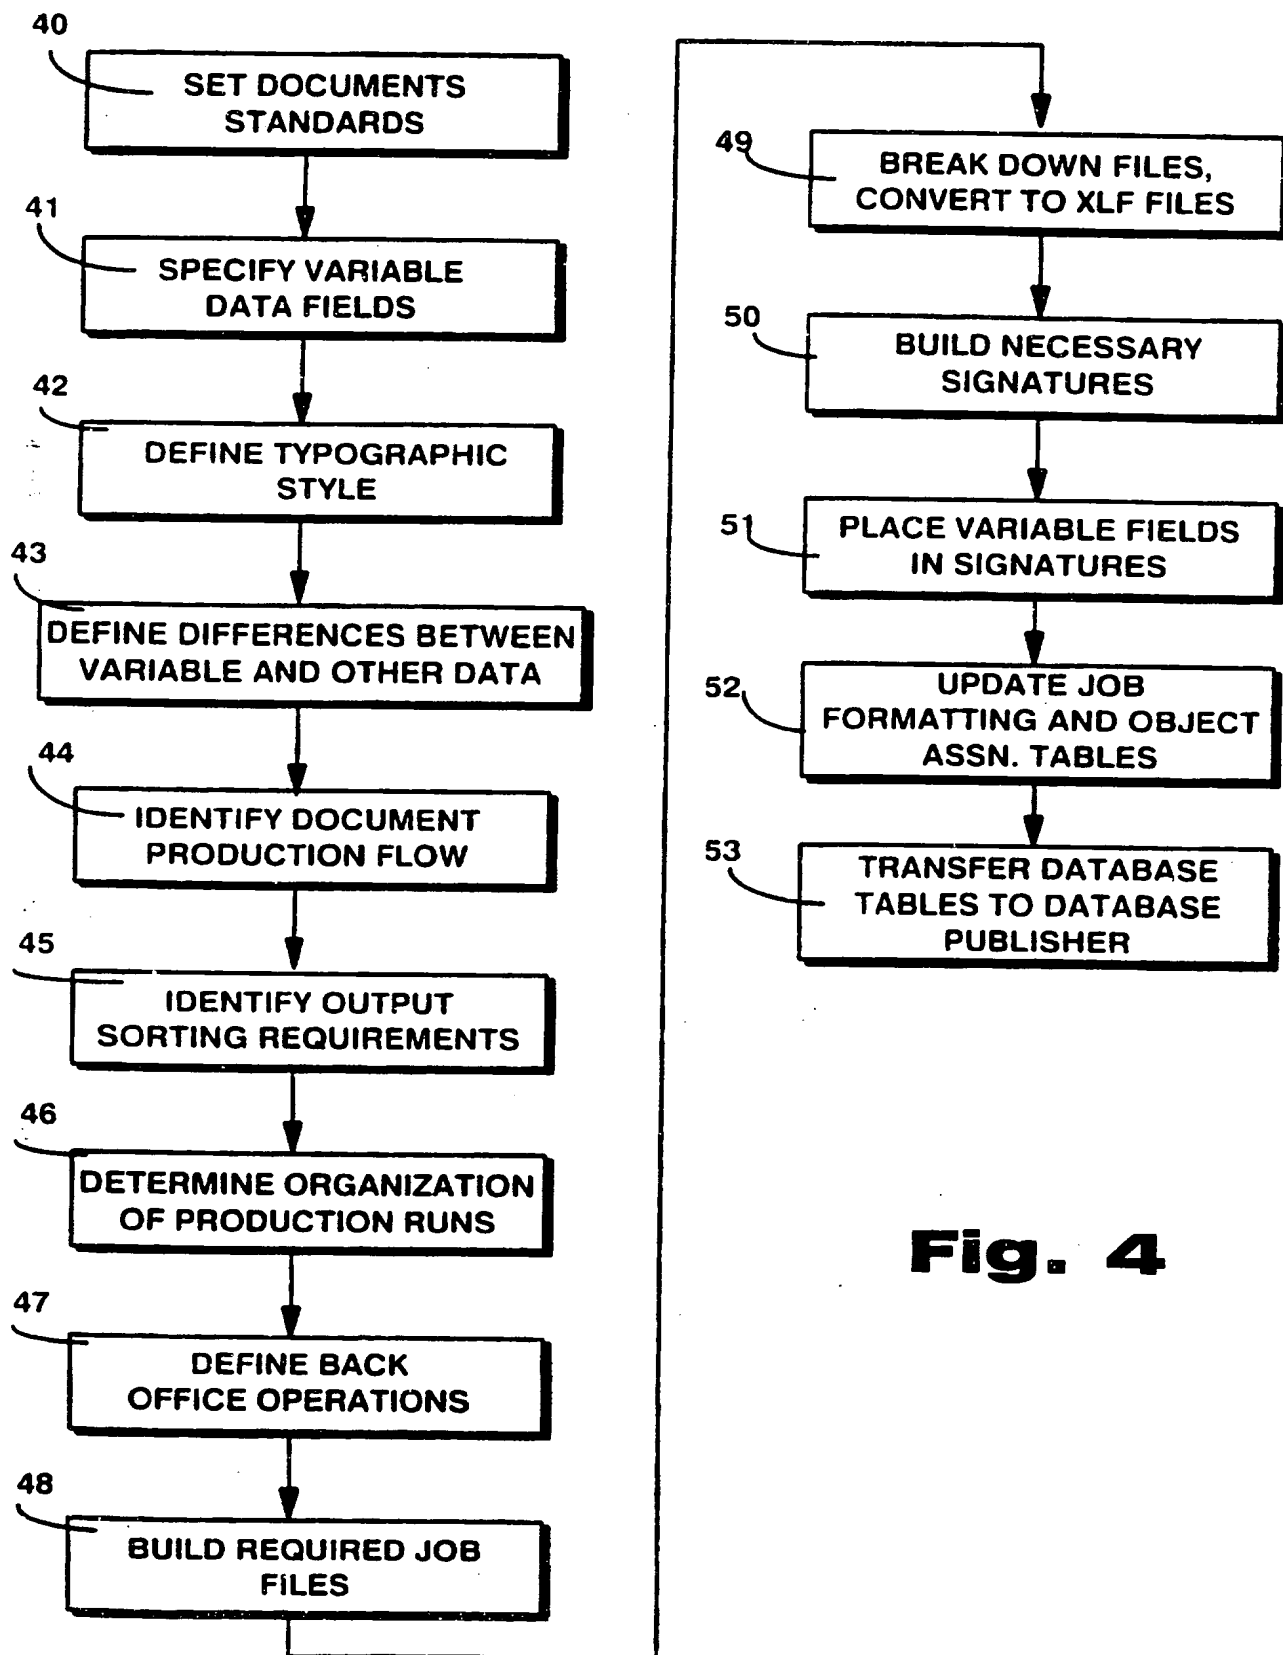 40
SET DOCUMENTS
STANDARDS
41
SPECIFY VARIABLE
DATA FIELDS
42
DEFINE TYPOGRAPHIC
STYLE
43
DEFINE DIFFERENCES BETWEEN
VARIABLE AND OTHER DATA
44
IDENTIFY DOCUMENT
PRODUCTION FLOW
45
IDENTIFY OUTPUT
SORTING REQUIREMENTS
46
DETERMINE ORGANIZATION
OF PRODUCTION RUNS
47
DEFINE BACK
OFFICE OPERATIONS
48
BUILD REQUIRED JOB
FILES
49
BREAK DOWN FILES,
CONVERT TO XLF FILES
50
BUILD NECESSARY
SIGNATURES
51
PLACE VARIABLE FIELDS
IN SIGNATURES
52
UPDATE JOB
FORMATTING AND OBJECT
ASSN. TABLES
53
TRANSFER DATABASE
TABLES TO DATABASE
PUBLISHER
Fig. 4